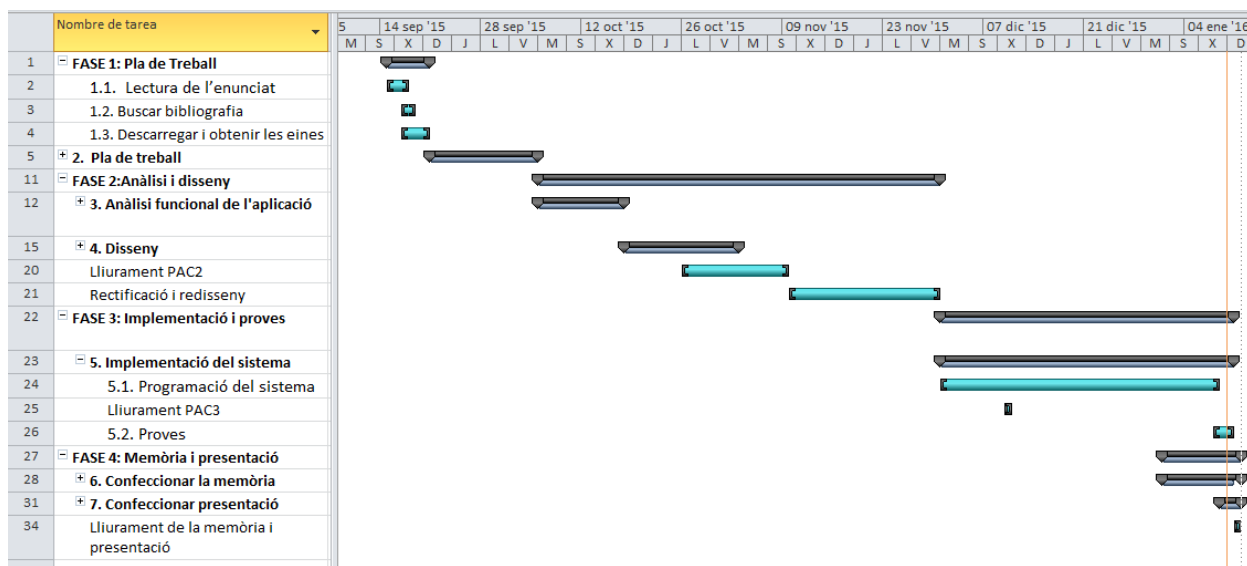 Nombre de tarea
5 14 sep '15 28 sep '15 12 oct '15 26 oct '15 09 nov '15 23 nov '15 07 dic '15 21 dic '15 04 ene '16
M S X D J L V M S X D J L V M S X D J L V M S X D J L V M S X D
1 FASE 1: Pla de Treball
2 1.1. Lectura de l’enunciat
3 1.2. Buscar bibliografia
4 1.3. Descarregar i obtenir les eines
5 2. Pla de treball
11 FASE 2:Anàlisi i disseny
12 3. Anàlisi funcional de l'aplicació
15 4. Disseny
20 Lliurament PAC2
21 Rectificació i redisseny
22 FASE 3: Implementació i proves
23 5. Implementació del sistema
24 5.1. Programació del sistema
25 Lliurament PAC3
26 5.2. Proves
27 FASE 4: Memòria i presentació
28 6. Confeccionar la memòria
31 7. Confeccionar presentació
34 Lliurament de la memòria i
presentació